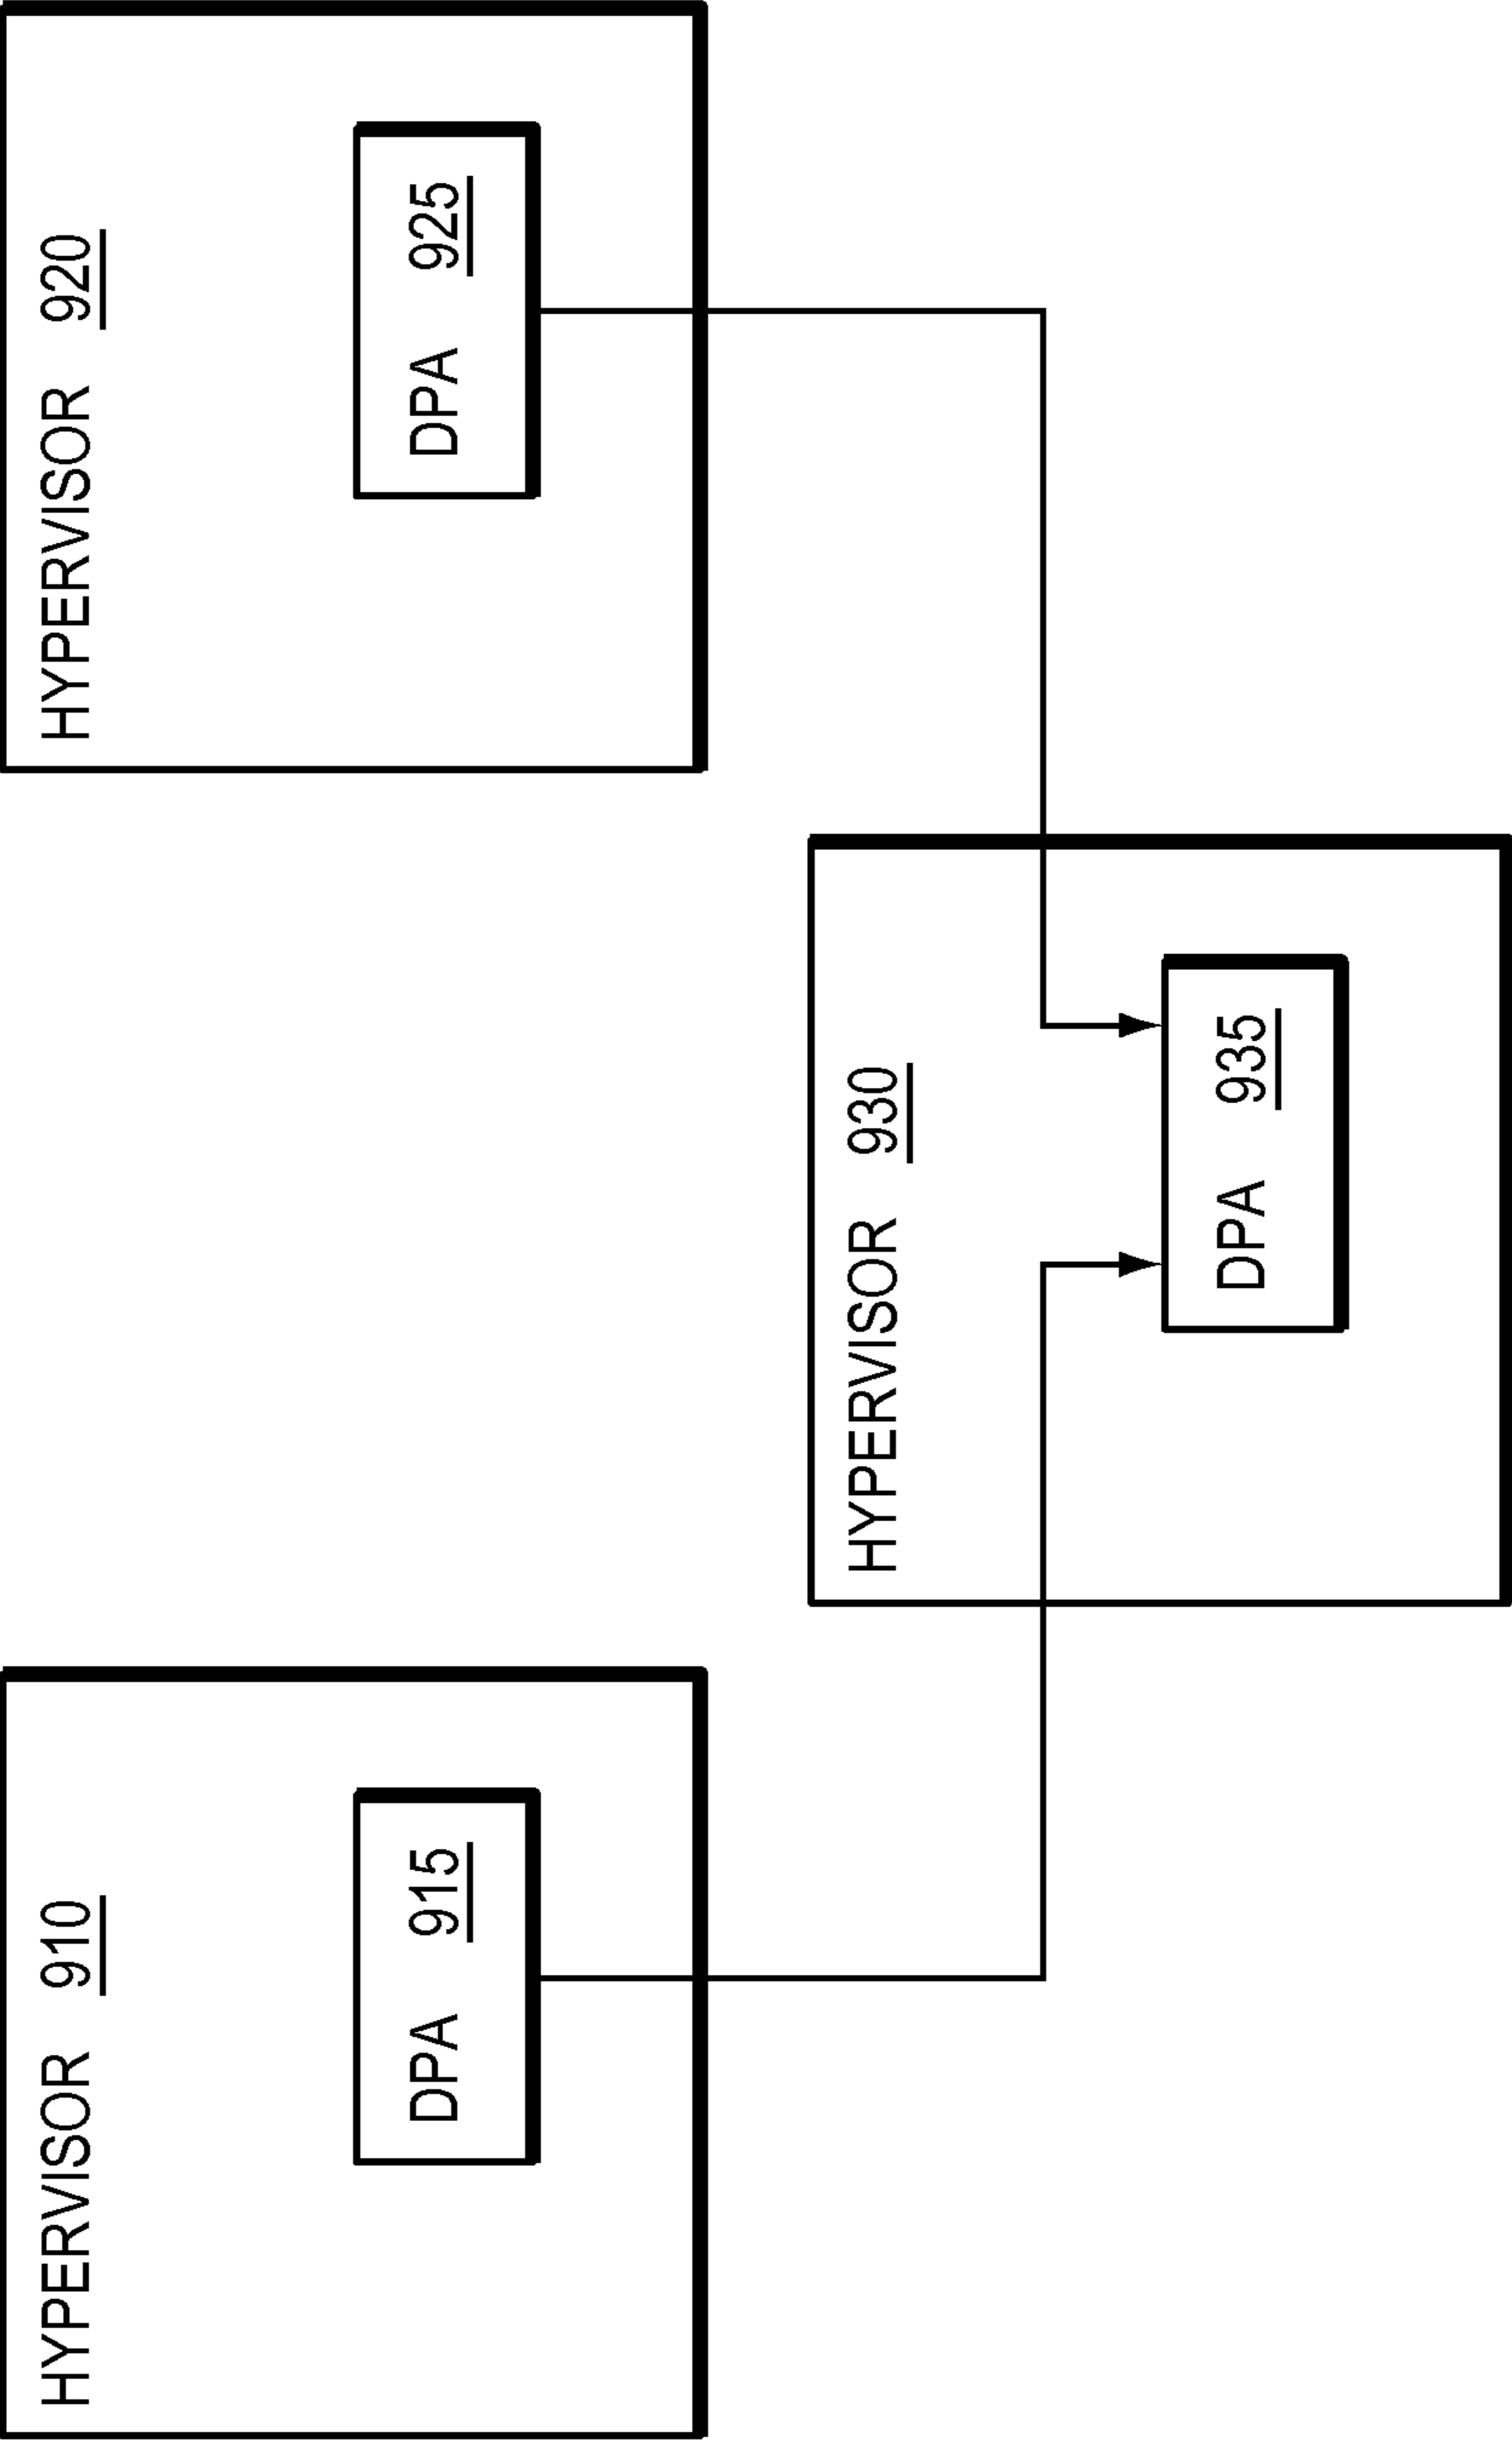 HYPERVISOR 910
DPA 915
HYPERVISOR 920
DPA 925
HYPERVISOR 930
DPA 935